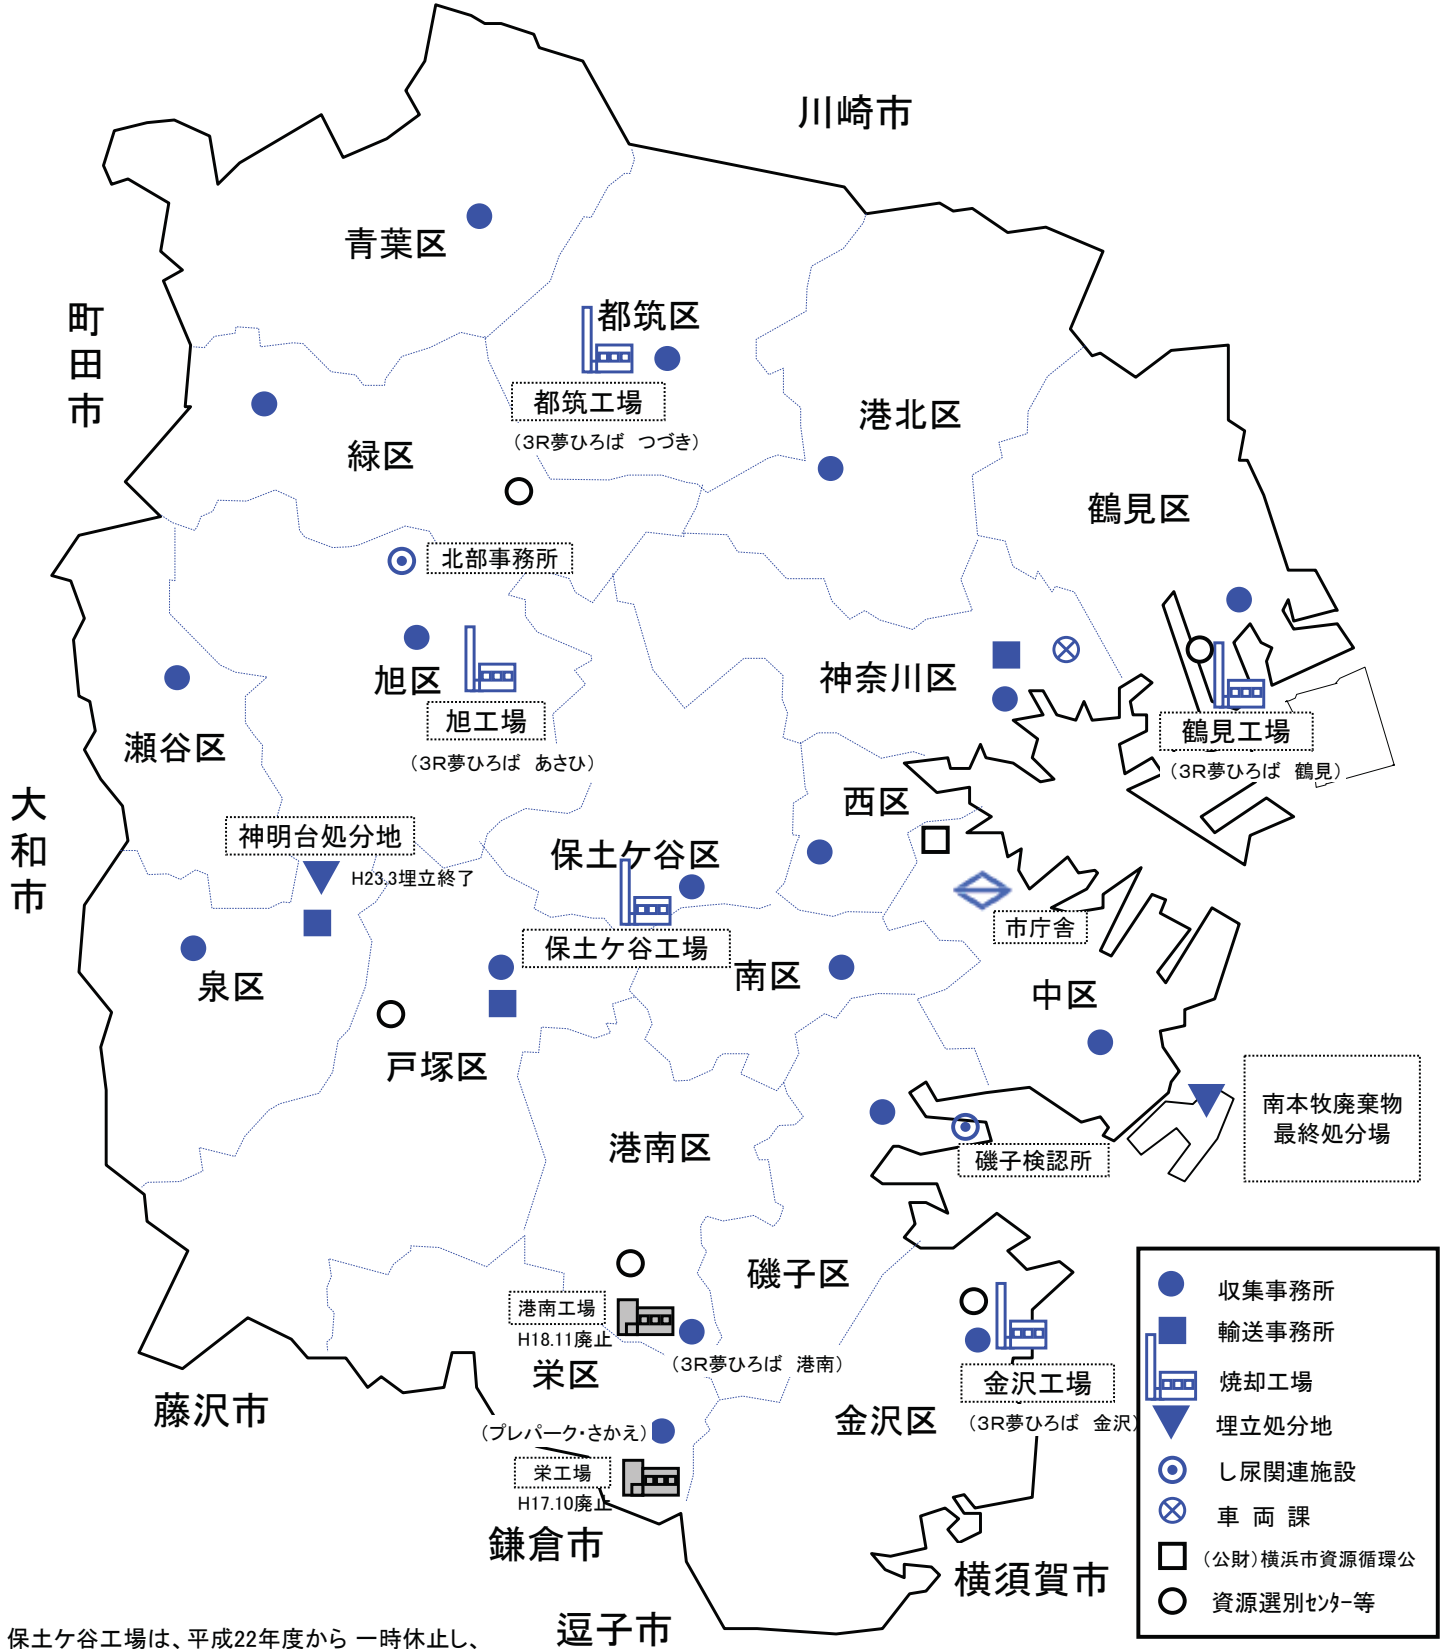 川崎市
青葉区
町田市
都筑区
都筑工場
（3R夢ひろば　つづき）
港北区
緑区
鶴見区
北部事務所
旭区
旭工場
（3R夢ひろば　あさひ）
神奈川区
鶴見工場
（3R夢ひろば　鶴見）
瀬谷区
大和市
神明台処分地
H23.3埋立終了
西区
保土ケ谷区
保土ケ谷工場
市庁舎
泉区
南区
中区
戸塚区
南本牧廃棄物
最終処分場
港南区
磯子検認所
磯子区
港南工場
H18.11廃止
（3R夢ひろば　港南）
栄区
金沢工場
（3R夢ひろば　金沢）
金沢区
藤沢市
（プレパーク・さかえ）
栄工場
H17.10廃止
鎌倉市
横須賀市
逗子市
収集事務所
輸送事務所
焼却工場
埋立処分地
し尿関連施設
車 両 課
（公財）横浜市資源循環公
資源選別ｾﾝﾀｰ等
保土ケ谷工場は、平成22年度から 一時休止し、